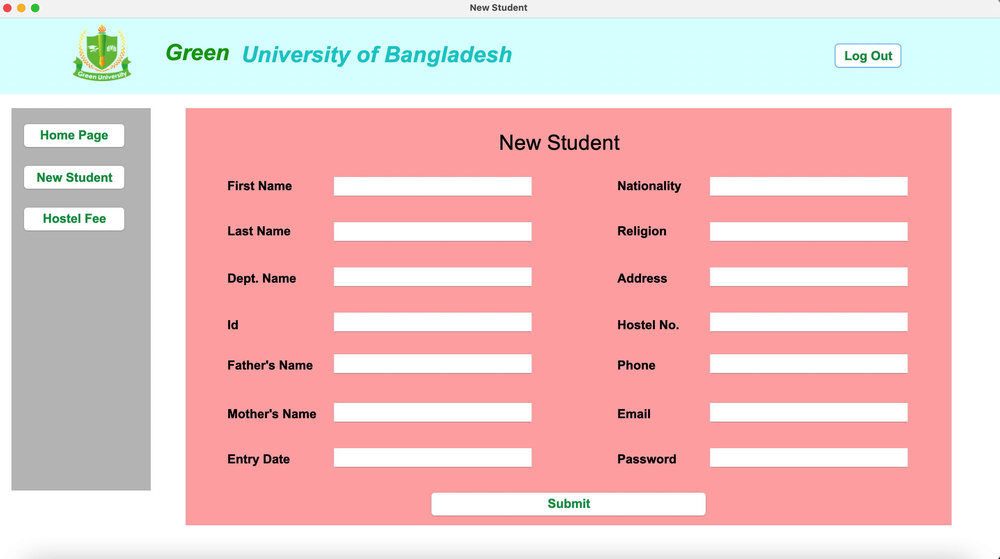 New Student
Green University of Bangladesh
Green University
Log Out
Home Page
New Student
Hostel Fee
New Student
First Name
Nationality
Last Name
Religion
Dept. Name
Address
Id
Hostel No.
Father's Name
Phone
Mother's Name
Email
Entry Date
Password
Submit